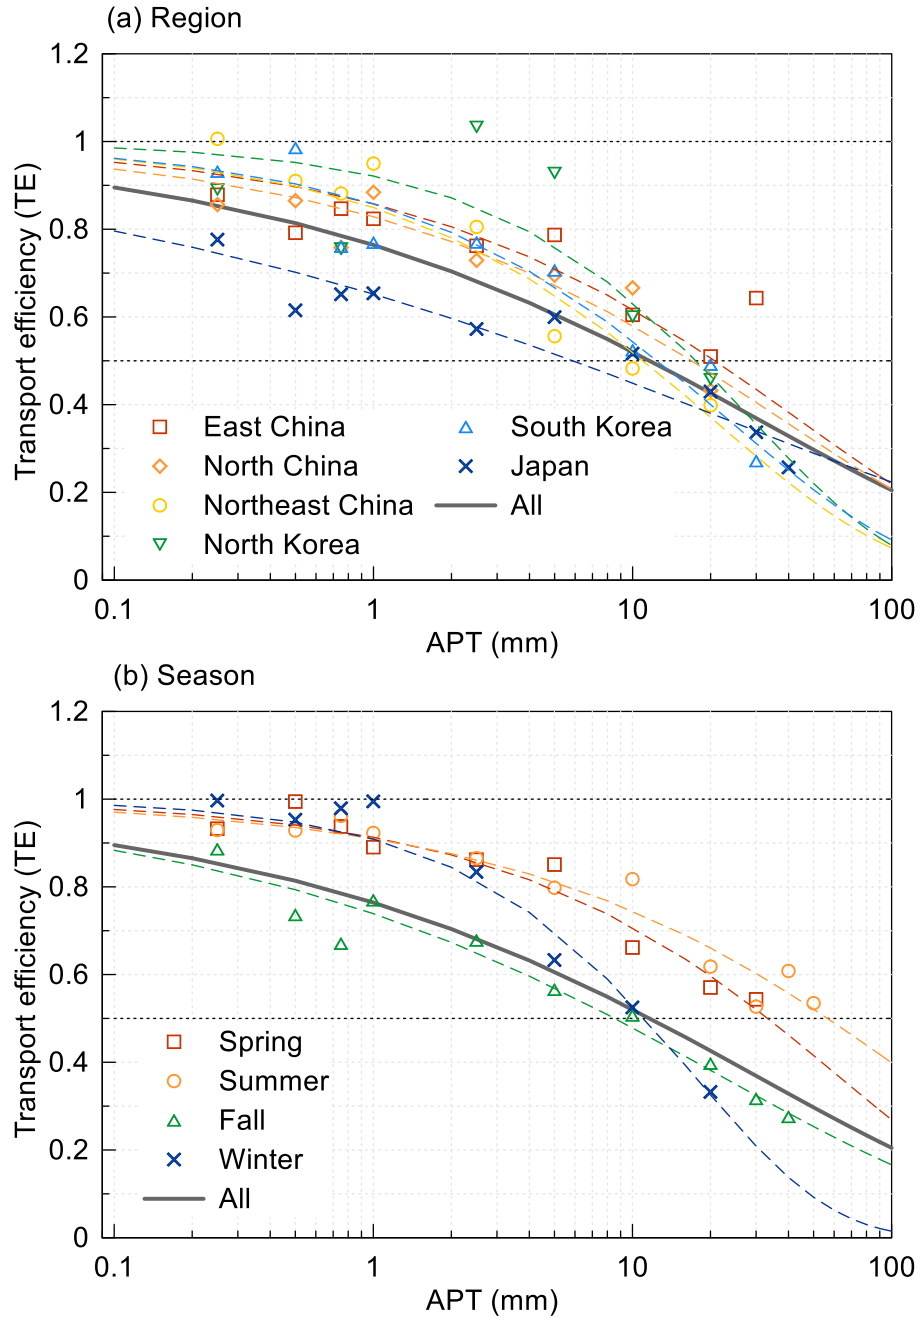 (a) Region
1.2
1
0.8
0.6
0.4
0.2
0
Transport efficiency (TE)
East China
North China
Northeast China
North Korea
South Korea
Japan
All
0.1 1 10 100
APT (mm)
(b) Season
1.2
1
0.8
0.6
0.4
0.2
0
Transport efficiency (TE)
Spring
Summer
Fall
Winter
All
0.1 1 10 100
APT (mm)